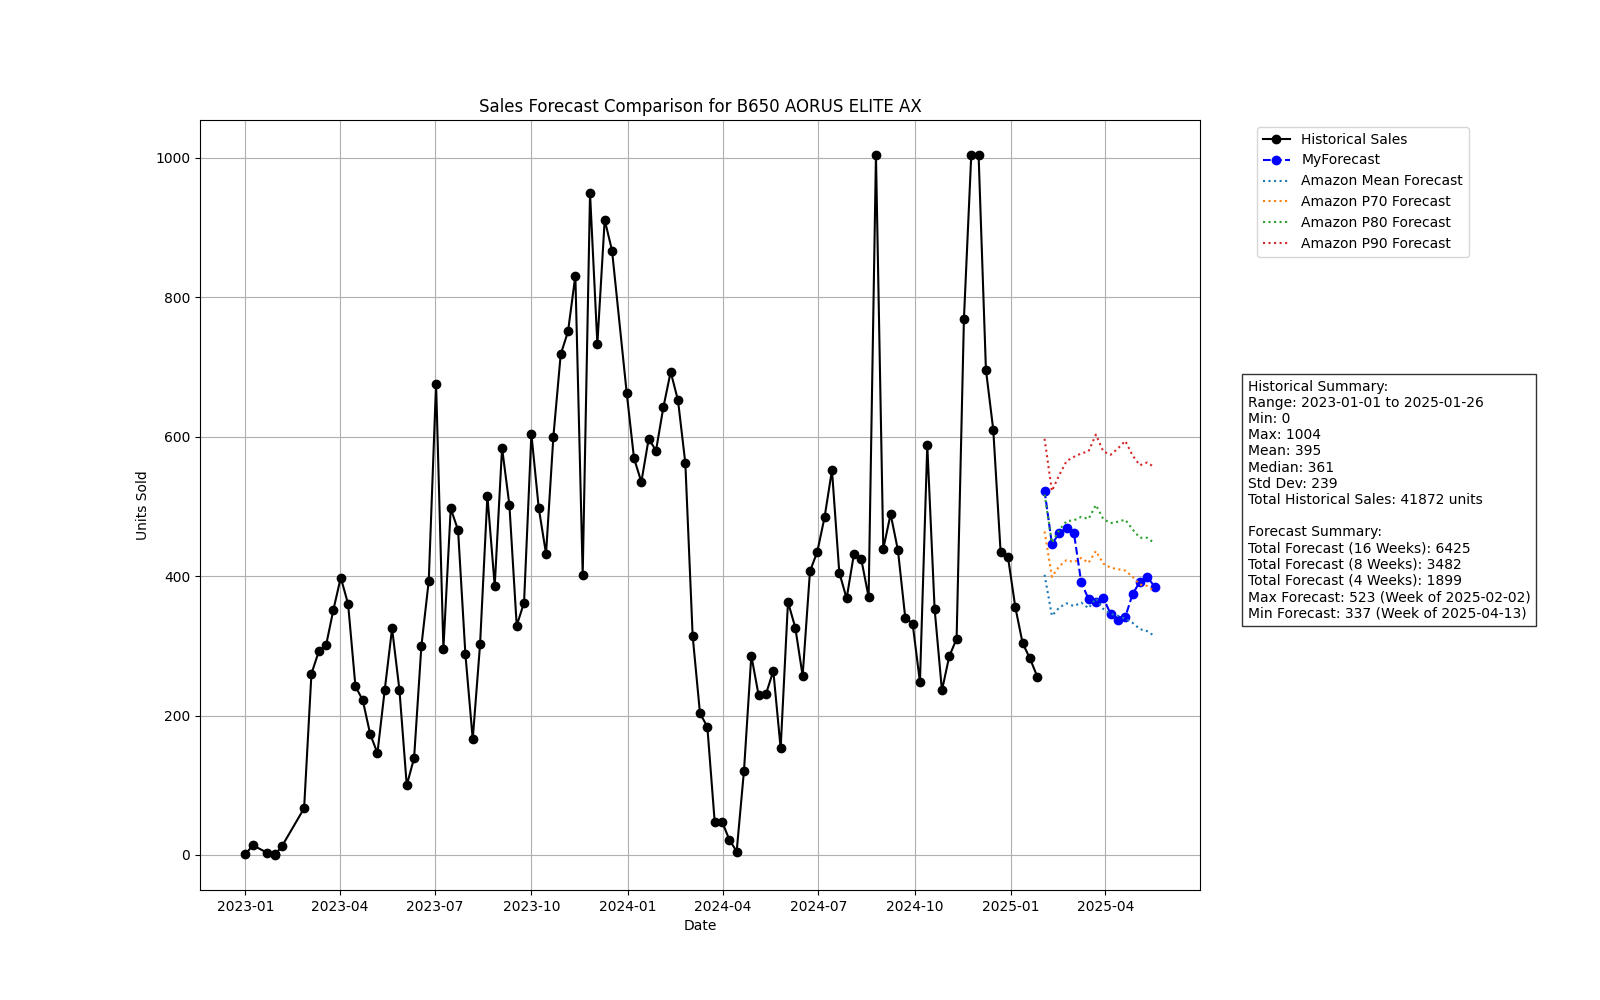 Sales Forecast Comparison for B650 AORUS ELITE AX
Units Sold
1000
800
600
400
200
0
2023-01 2023-04 2023-07 2023-10 2024-01 2024-04 2024-07 2024-10 2025-01 2025-04
Date
Historical Sales
MyForecast
Amazon Mean Forecast
Amazon P70 Forecast
Amazon P80 Forecast
Amazon P90 Forecast
Historical Summary:
Range: 2023-01-01 to 2025-01-26
Min: 0
Max: 1004
Mean: 395
Median: 361
Std Dev: 239
Total Historical Sales: 41872 units
Forecast Summary:
Total Forecast (16 Weeks): 6425
Total Forecast (8 Weeks): 3482
Total Forecast (4 Weeks): 1899
Max Forecast: 523 (Week of 2025-02-02)
Min Forecast: 337 (Week of 2025-04-13)